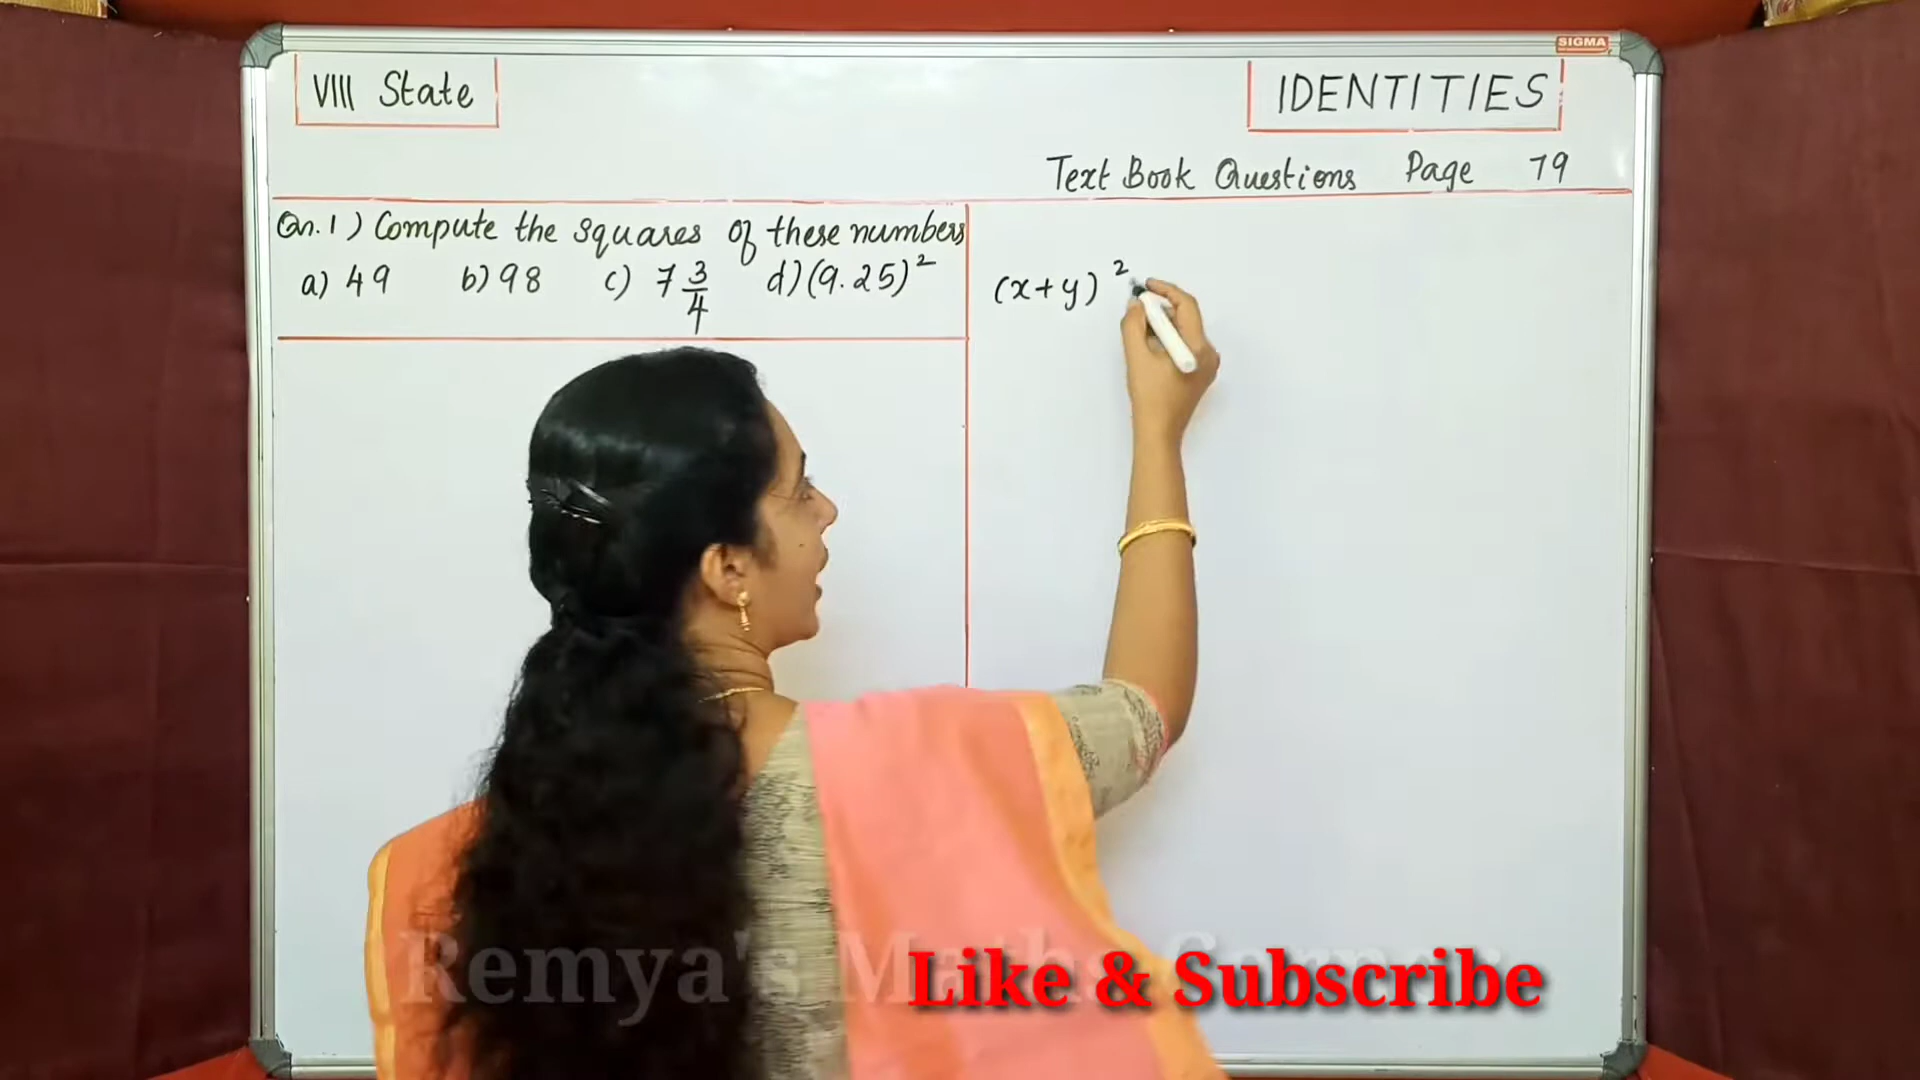 SIGMA
VIII State
IDENTITIES
Text Book Questions Page 79
Qn. 1) Compute the squares of these numbers
a) 49 b) 98 c) 7 3/4 d) (9.25)²
(x+y)²
Remya's Maths Corner
Like & Subscribe